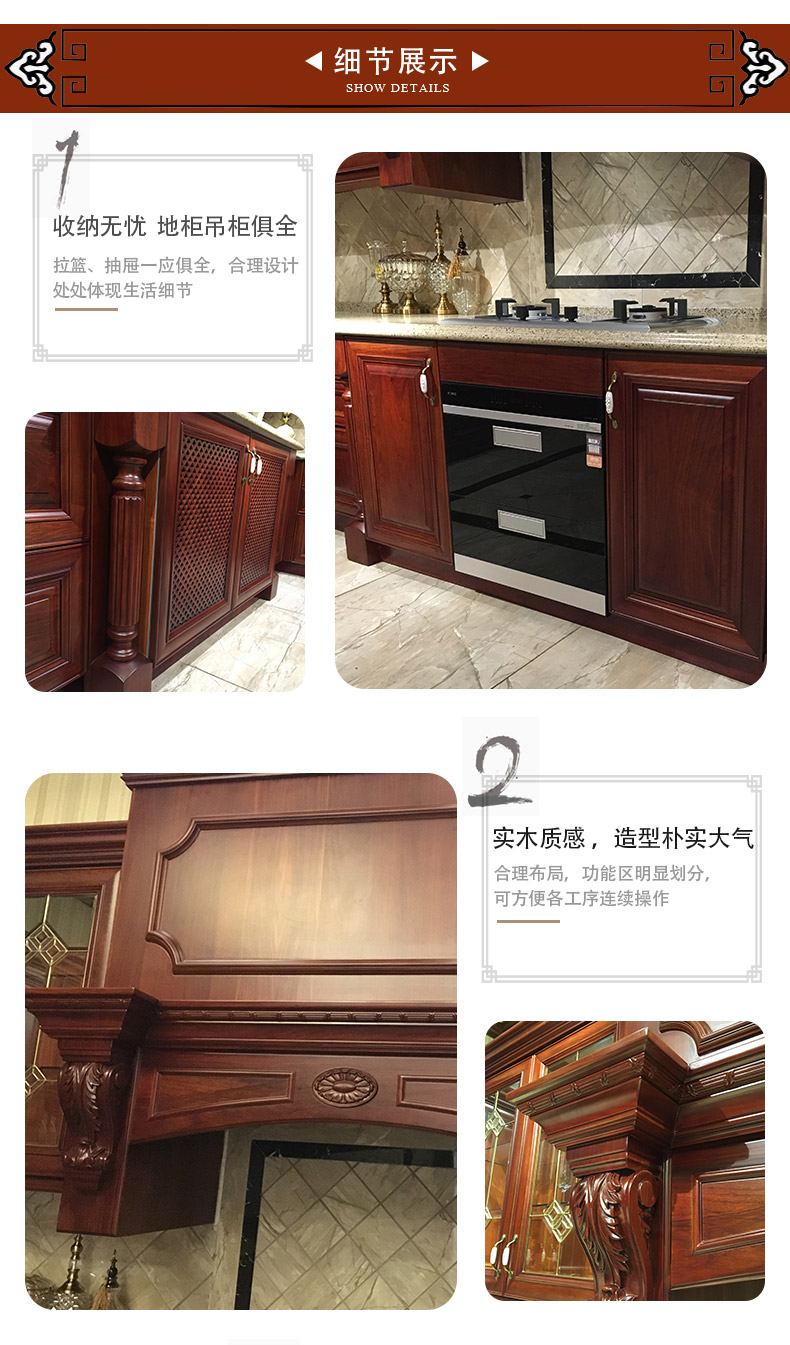 细节展示
SHOW DETAILS
1
收纳无忧 地柜吊柜俱全
拉篮、抽屉一应俱全，合理设计
处处体现生活细节
2
实木质感，造型朴实大气
合理布局，功能区明显划分，
可方便各工序连续操作